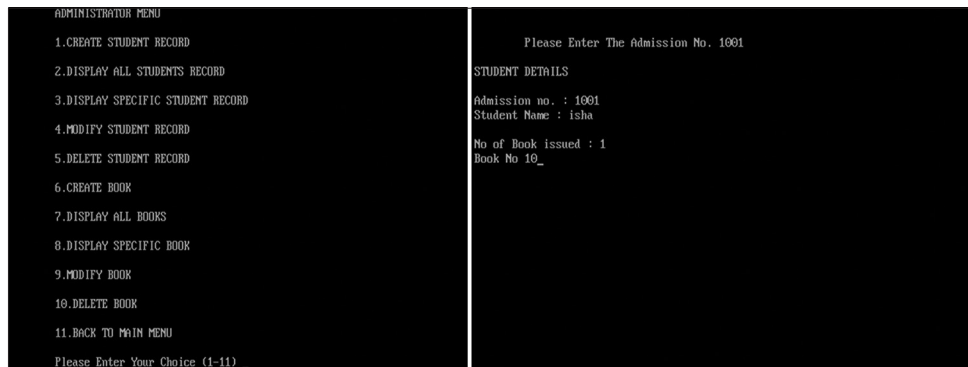 ADMINISTRATOR MENU
1.CREATE STUDENT RECORD
2.DISPLAY ALL STUDENTS RECORD
3.DISPLAY SPECIFIC STUDENT RECORD
4.MODIFY STUDENT RECORD
5.DELETE STUDENT RECORD
6.CREATE BOOK
7.DISPLAY ALL BOOKS
8.DISPLAY SPECIFIC BOOK
9.MODIFY BOOK
10.DELETE BOOK
11.BACK TO MAIN MENU
Please Enter Your Choice (1-11)
Please Enter The Admission No. 1001
STUDENT DETAILS
Admission no. : 1001
Student Name : isha
No of Book issued : 1
Book No 10_